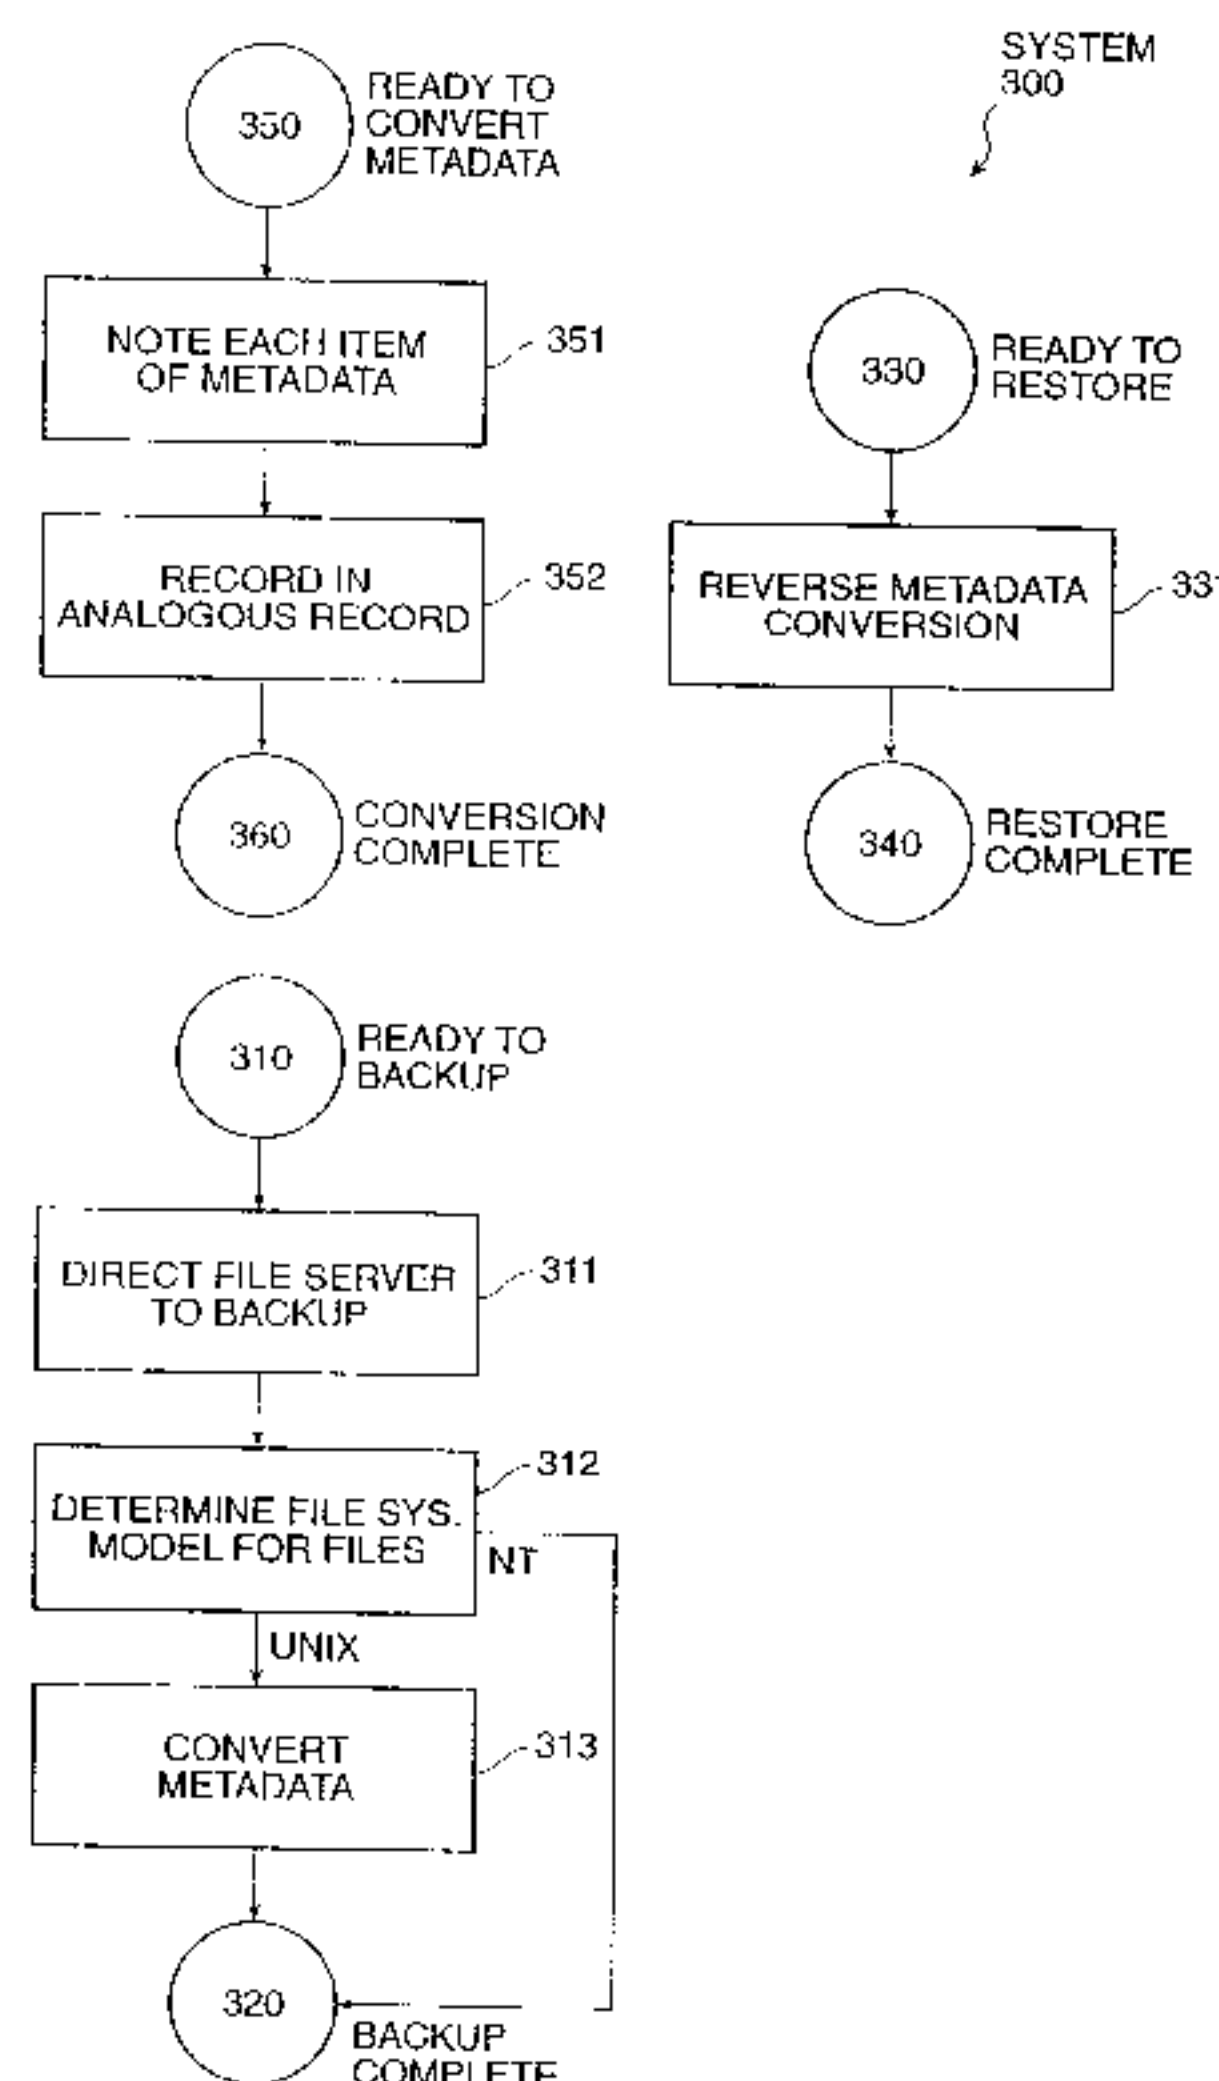 SYSTEM
300
350
READY TO
CONVERT
METADATA
NOTE EACH ITEM
OF METADATA
351
RECORD IN
ANALOGOUS RECORD
352
360
CONVERSION
COMPLETE
330
READY TO
RESTORE
REVERSE METADATA
CONVERSION
340
RESTORE
COMPLETE
310
READY TO
BACKUP
DIRECT FILE SERVER
TO BACKUP
311
DETERMINE FILE SYS.
MODEL FOR FILES
312
NT
UNIX
CONVERT
METADATA
313
320
BACKUP
COMPLETE